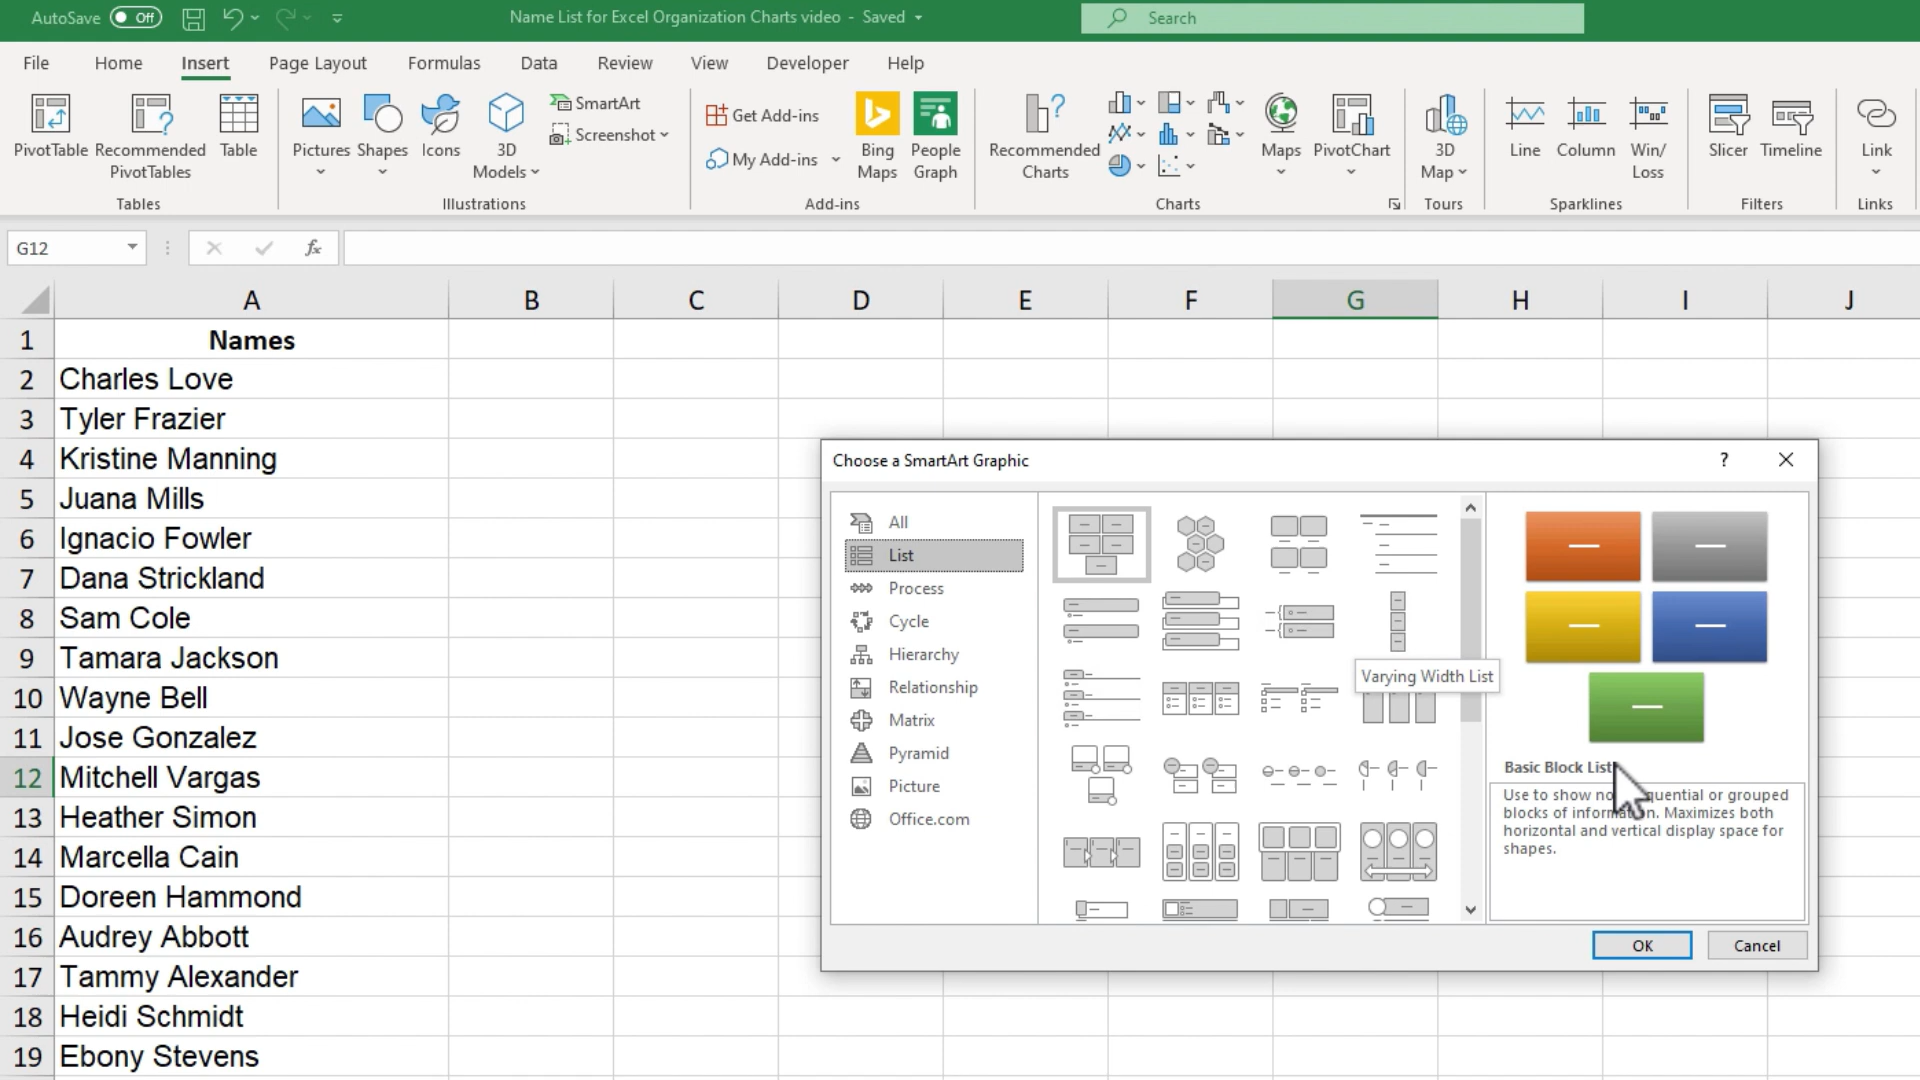 AutoSave Off
Name List for Excel Organization Charts video - Saved
Search
File Home Insert Page Layout Formulas Data Review View Developer Help
PivotTable
Recommended
PivotTables
Table
Tables
Pictures
Shapes
Icons
3D
Models
SmartArt
Screenshot
Illustrations
Get Add-ins
My Add-ins
Bing
Maps
People
Graph
Add-ins
Recommended
Charts
Maps
PivotChart
Charts
3D
Map
Tours
Line
Column
Win/
Loss
Sparklines
Slicer
Timeline
Filters
Link
Links
G12
fx
A B C D E F G H I J
1 Names
2 Charles Love
3 Tyler Frazier
4 Kristine Manning
5 Juana Mills
6 Ignacio Fowler
7 Dana Strickland
8 Sam Cole
9 Tamara Jackson
10 Wayne Bell
11 Jose Gonzalez
12 Mitchell Vargas
13 Heather Simon
14 Marcella Cain
15 Doreen Hammond
16 Audrey Abbott
17 Tammy Alexander
18 Heidi Schmidt
19 Ebony Stevens
Choose a SmartArt Graphic
?
All
List
Process
Cycle
Hierarchy
Relationship
Matrix
Pyramid
Picture
Office.com
Varying Width List
Basic Block List
Use to show or grouped
blocks of information. Maximizes both
horizontal and vertical display space for
shapes.
OK Cancel